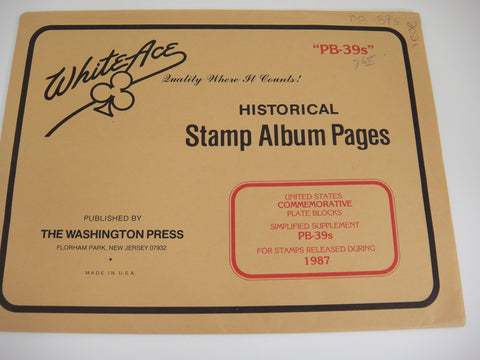 PB-39s
WhiteAce
"PB-39s"
Quality Where It Counts!
HISTORICAL
Stamp Album Pages
PUBLISHED BY
THE WASHINGTON PRESS
FLORHAM PARK, NEW JERSEY 07932
MADE IN U.S.A.
UNITED STATES
COMMEMORATIVE
PLATE BLOCKS
SIMPLIFIED SUPPLEMENT
PB-39s
FOR STAMPS RELEASED DURING
1987